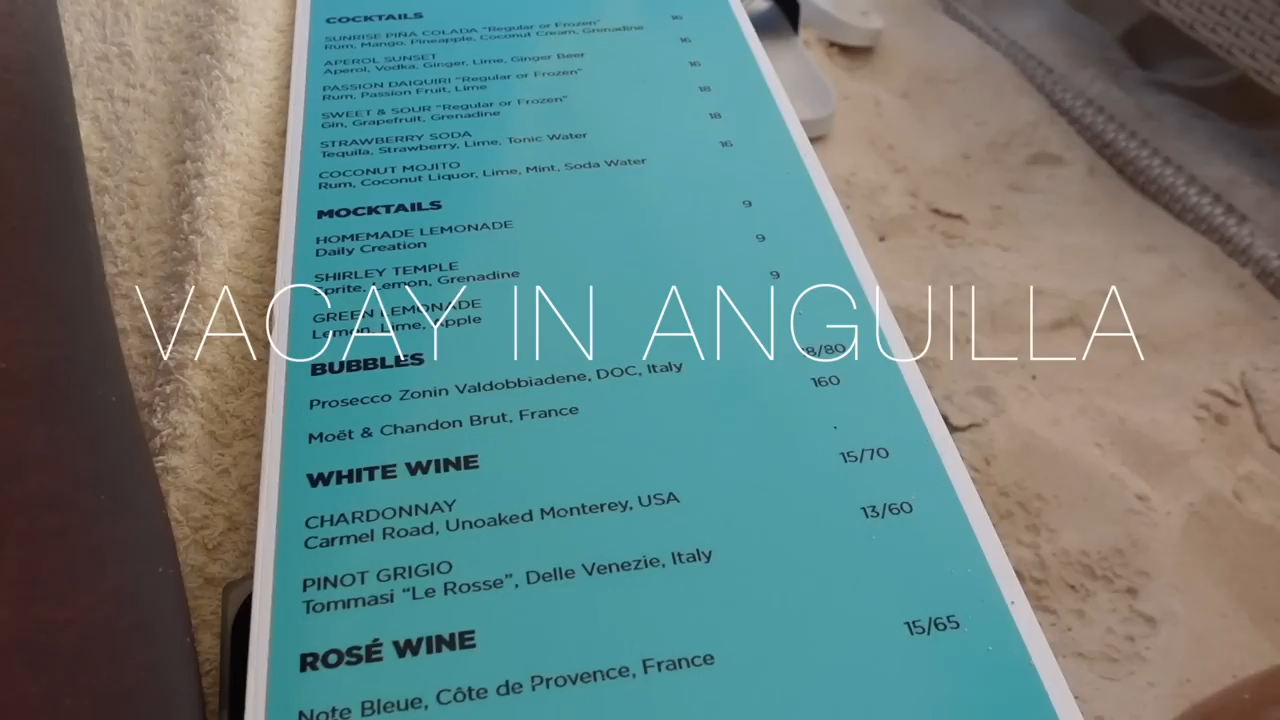 COCKTAILS
SUNRISE PIÑA COLADA "Regular or Frozen" 16
Rum, Mango, Pineapple, Coconut Cream, Grenadine
APEROL SUNSET 16
Aperol, Vodka, Ginger, Lime, Ginger Beer
PASSION DAIQUIRI "Regular or Frozen" 16
Rum, Passion Fruit, Lime
SWEET & SOUR "Regular or Frozen" 18
Gin, Grapefruit, Grenadine
STRAWBERRY SODA 18
Tequila, Strawberry, Lime, Tonic Water
COCONUT MOJITO 16
Rum, Coconut Liquor, Lime, Mint, Soda Water
MOCKTAILS
HOMEMADE LEMONADE 9
Daily Creation
SHIRLEY TEMPLE 9
Sprite, Lemon, Grenadine
GREEN LEMONADE 9
Lemon, Lime, Apple
VACAY IN ANGUILLA
BUBBLES
Prosecco Zonin Valdobbiadene, DOC, Italy
Moët & Chandon Brut, France 160
WHITE WINE
CHARDONNAY 15/70
Carmel Road, Unoaked Monterey, USA
PINOT GRIGIO 13/60
Tommasi "Le Rosse", Delle Venezie, Italy
ROSÉ WINE
Note Bleue, Côte de Provence, France 15/65